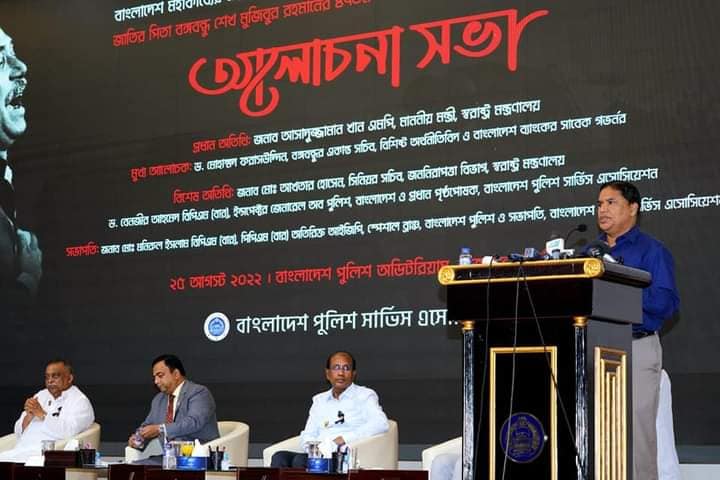 বাংলাদেশ মহাকাব্যের
জাতির পিতা বঙ্গবন্ধু শেখ মুজিবুর রহমানের ৪৭তম
আলোচনা সভা
প্রধান অতিথি: জনাব আসাদুজ্জামান খান এমপি, মাননীয় মন্ত্রী, স্বরাষ্ট্র মন্ত্রণালয়
মুখ্য আলোচক: ড. মোহাম্মদ ফরাসউদ্দিন, বঙ্গবন্ধুর একান্ত সচিব, বিশিষ্ট অর্থনীতিবিদ ও বাংলাদেশ ব্যাংকের সাবেক গভর্নর
বিশেষ অতিথি: জনাব মোঃ আখতার হোসেন, সিনিয়র সচিব, জননিরাপত্তা বিভাগ, স্বরাষ্ট্র মন্ত্রণালয়
ড. বেনজীর আহমেদ বিপিএম (বার), ইন্সপেক্টর জেনারেল অব পুলিশ, বাংলাদেশ ও প্রধান পৃষ্ঠপোষক, বাংলাদেশ পুলিশ সার্ভিস এসোসিয়েশন
সভাপতি: জনাব মোঃ মনিরুল ইসলাম বিপিএম (বার), পিপিএম (বার) অতিরিক্ত আইজিপি, স্পেশাল ব্রাঞ্চ, বাংলাদেশ পুলিশ ও সভাপতি, বাংলাদেশ সার্ভিস এসোসিয়েশন
২৫ আগস্ট ২০২২। বাংলাদেশ পুলিশ অডিটরিয়াম
বাংলাদেশ পুলিশ সার্ভিস এসো